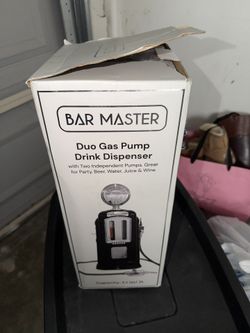 BAR MASTER
Duo Gas Pump
Drink Dispenser
with Two Independent Pumps. Great
for Party, Beer, Water, Juice & Wine